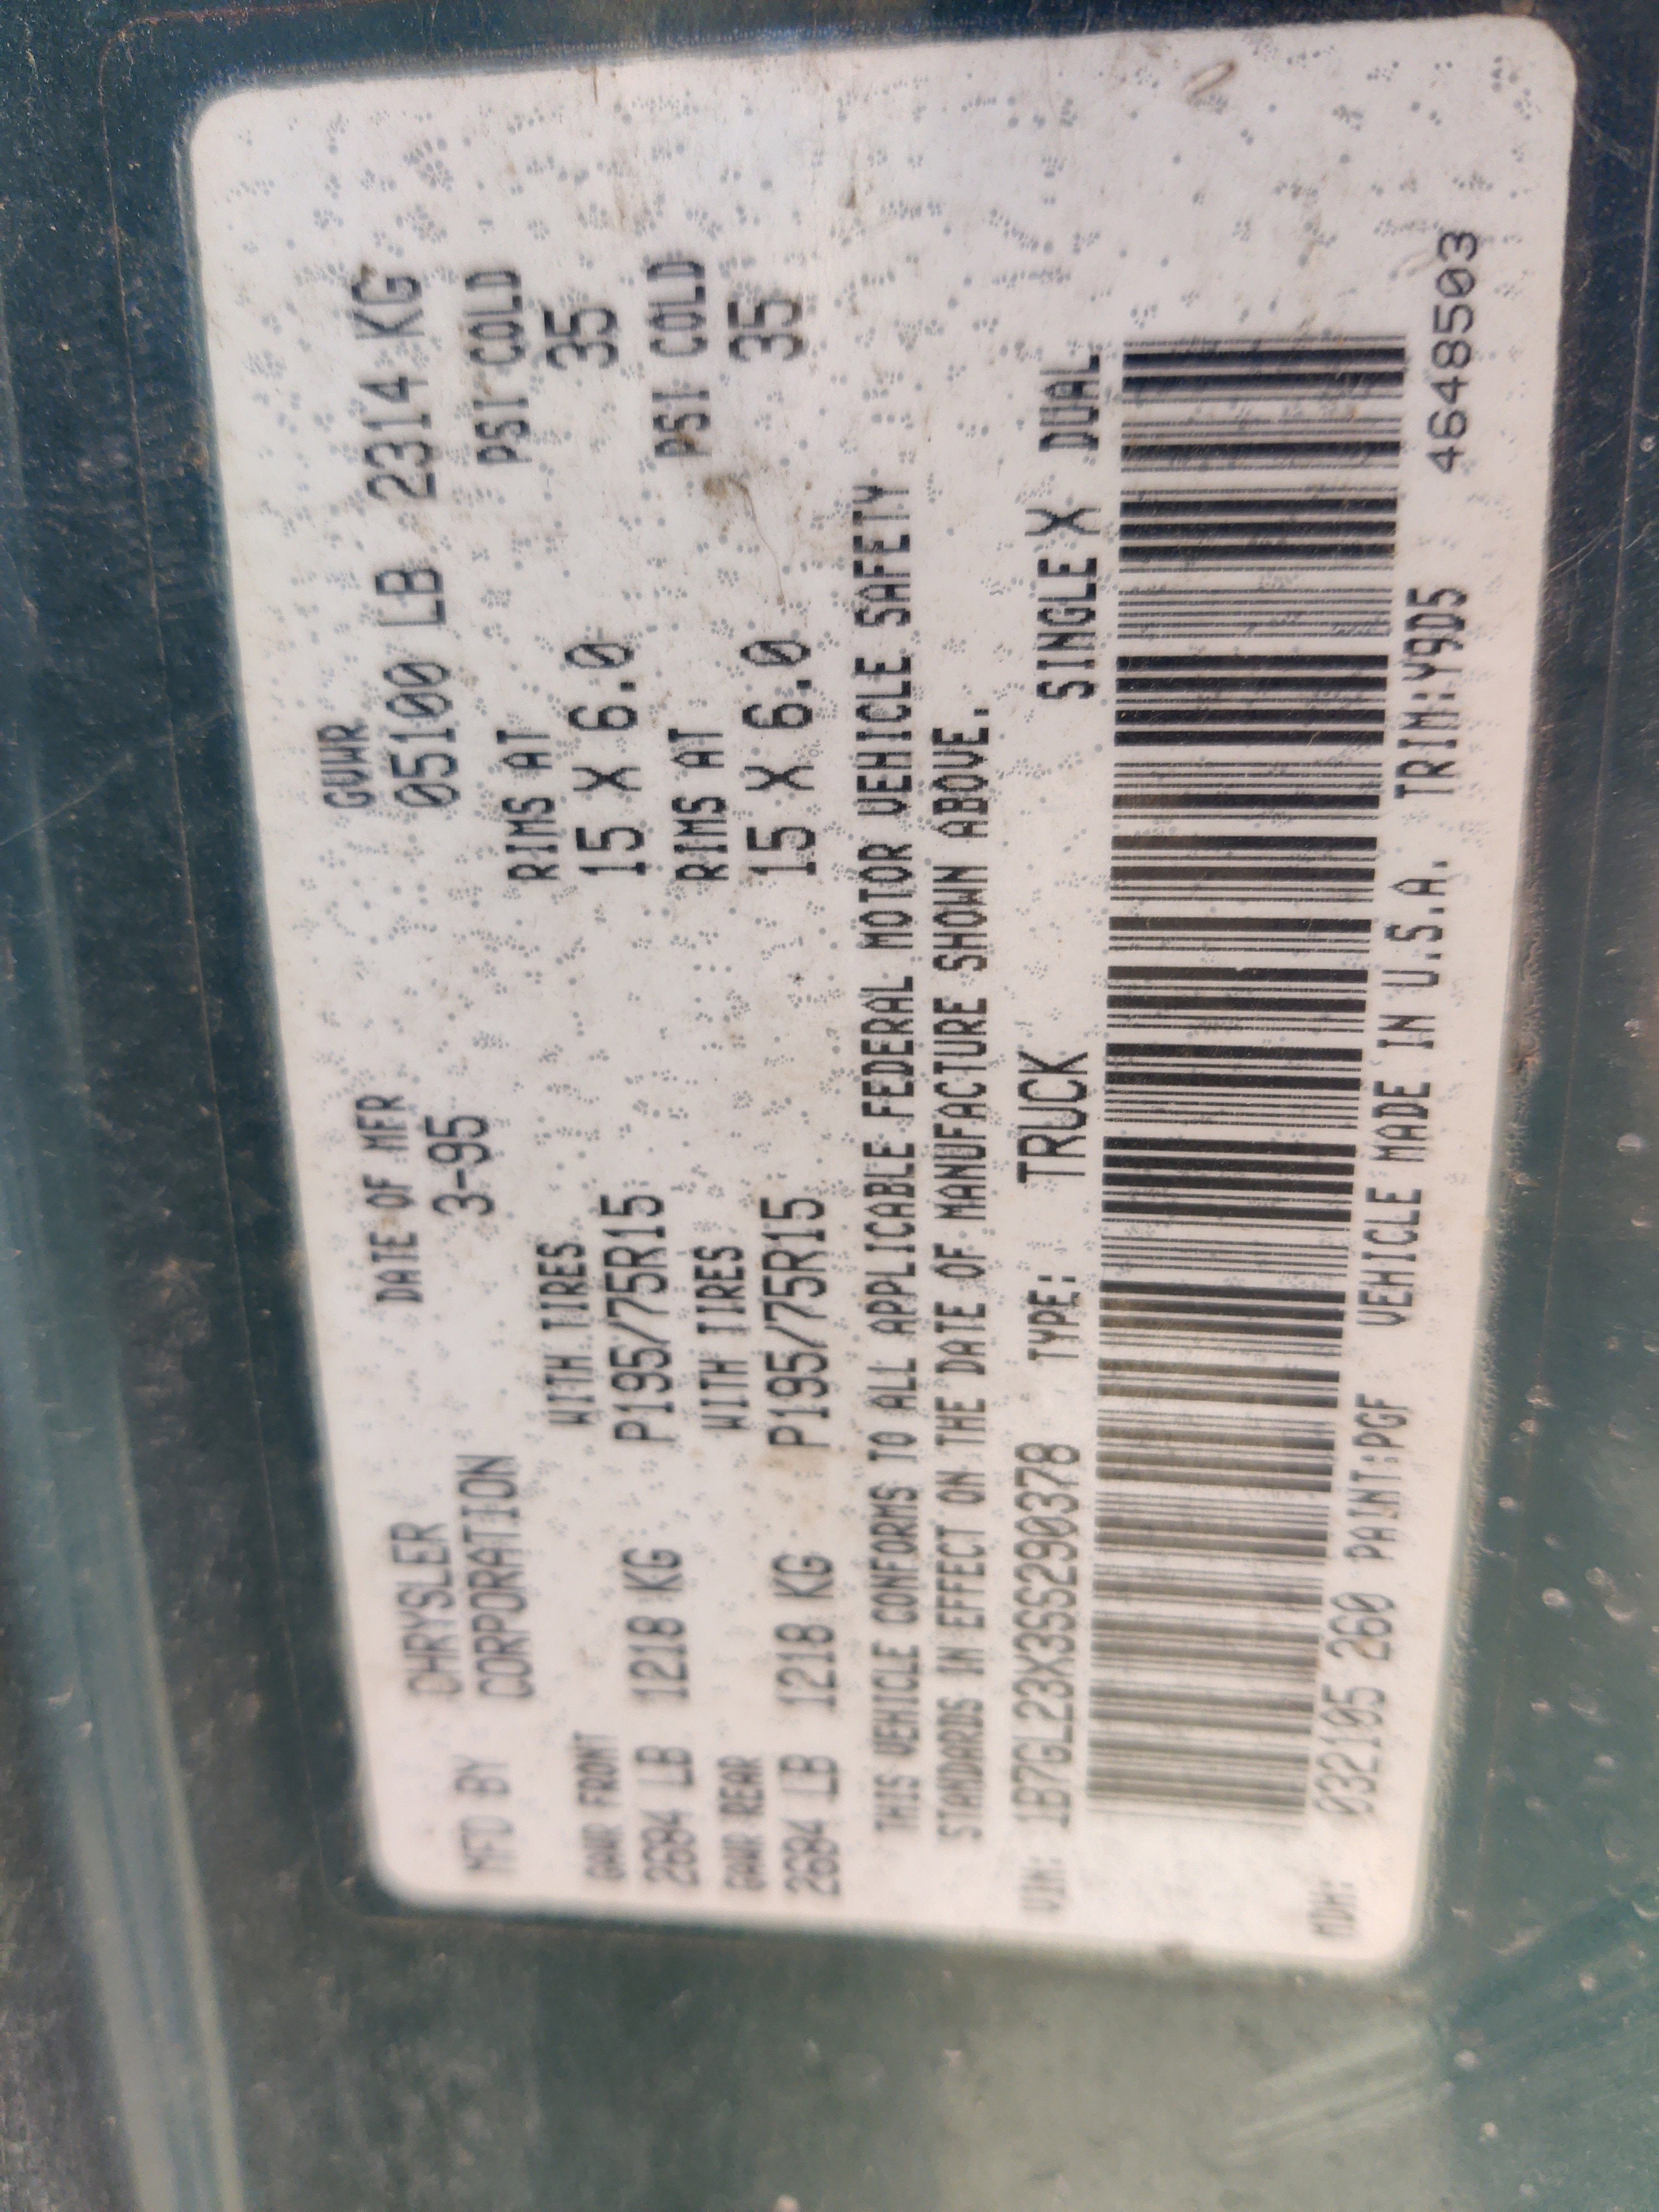 MFD BY CHRYSLER CORPORATION DATE OF MFR 3-95 GVWR 05100 LB 2314 KG
GAWR FRONT WITH TIRES RIMS AT PSI COLD
2684 LB 1218 KG P195/75R15 15 X 6.0 35
GAWR REAR WITH TIRES RIMS AT PSI COLD
2684 LB 1218 KG P195/75R15 15 X 6.0 35
THIS VEHICLE CONFORMS TO ALL APPLICABLE FEDERAL MOTOR VEHICLE SAFETY
STANDARDS IN EFFECT ON THE DATE OF MANUFACTURE SHOWN ABOVE.
VIN: 1B7GL23X3SS290378 TYPE: TRUCK SINGLE X DUAL
MDH: 032105 260 PAINT:PGF VEHICLE MADE IN U.S.A. TRIM:Y9D5 4648503